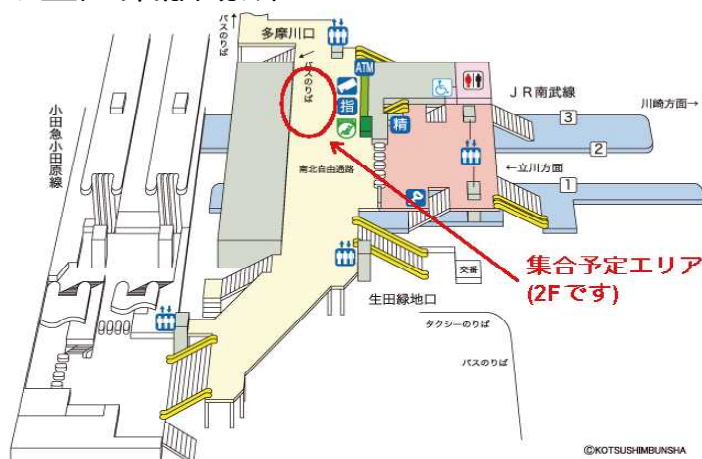 バスのりば
多摩川口
バスのりば
ATM
指
精
JR南武線
川崎方面→
3
2
←立川方面
1
小田急小田原線
南北自由通路
集合予定エリア
(2Fです)
交番
生田緑地口
タクシーのりば
バスのりば
©KOTSUSHIMBUNSHA